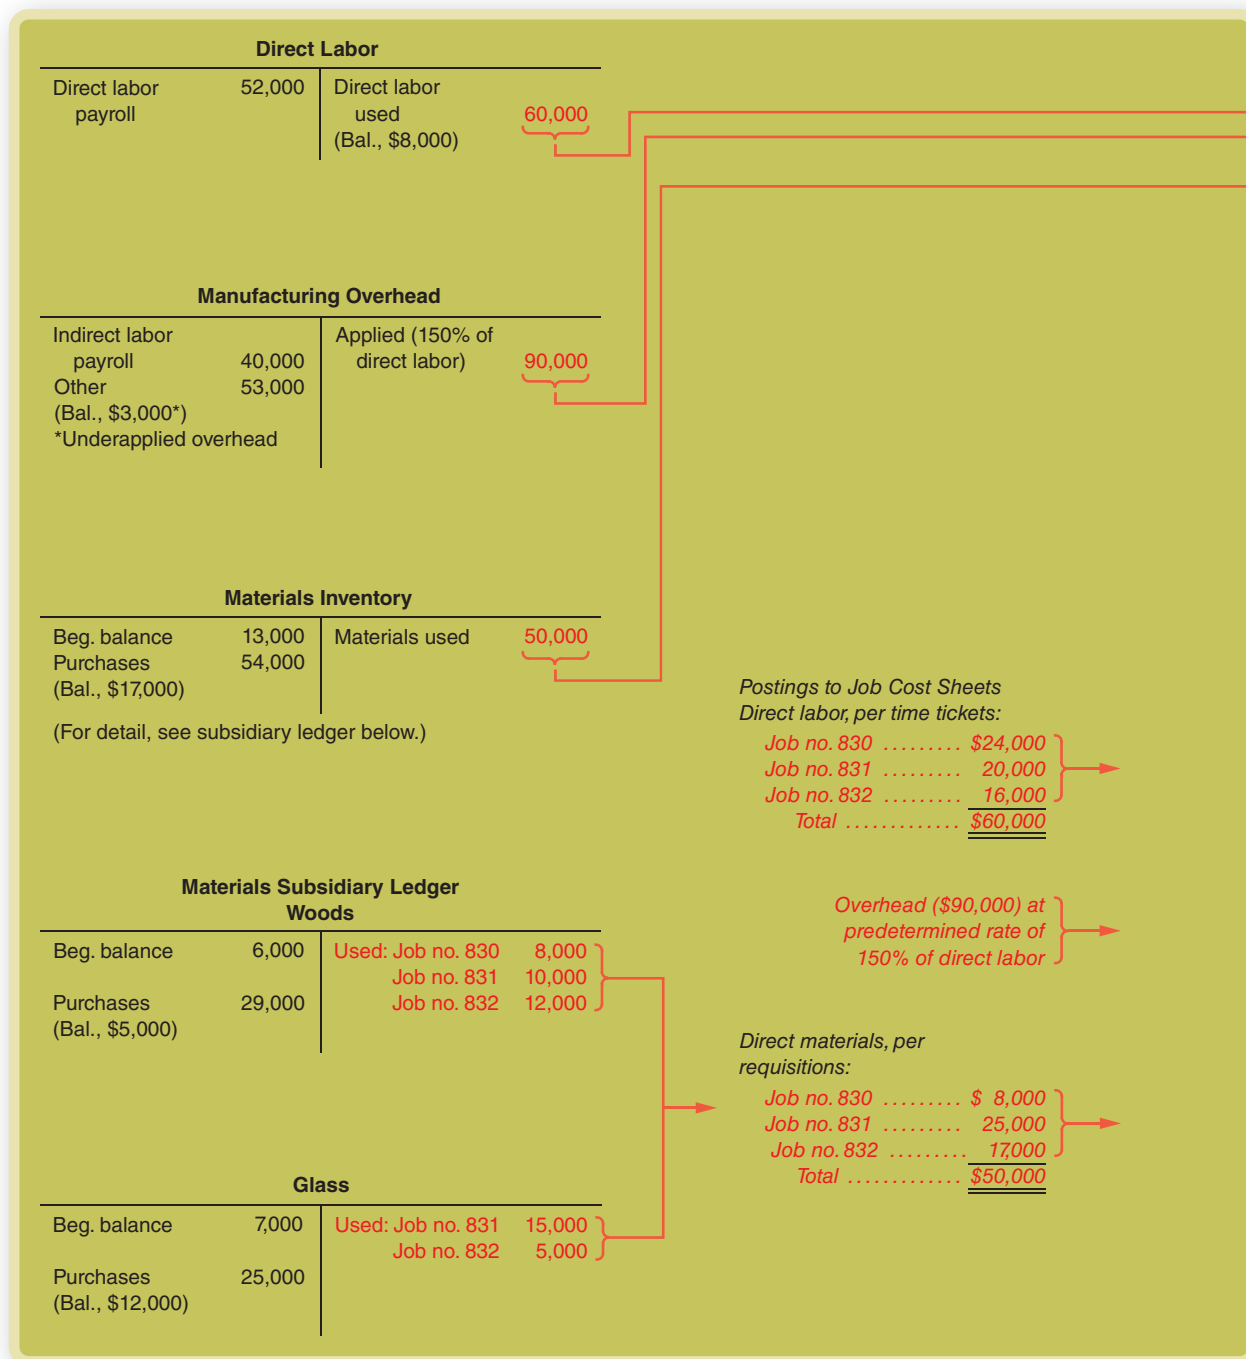 Direct Labor
Direct labor payroll 52,000
Direct labor used 60,000
(Bal., $8,000)
Manufacturing Overhead
Indirect labor payroll 40,000
Other 53,000
(Bal., $3,000*)
*Underapplied overhead
Applied (150% of direct labor) 90,000
Materials Inventory
Beg. balance 13,000
Purchases 54,000
(Bal., $17,000)
Materials used 50,000
(For detail, see subsidiary ledger below.)
Postings to Job Cost Sheets
Direct labor, per time tickets:
Job no. 830 ......... $24,000
Job no. 831 ......... 20,000
Job no. 832 ......... 16,000
Total ............. $60,000
Materials Subsidiary Ledger
Woods
Beg. balance 6,000
Purchases 29,000
(Bal., $5,000)
Used: Job no. 830 8,000
Job no. 831 10,000
Job no. 832 12,000
Overhead ($90,000) at
predetermined rate of
150% of direct labor
Direct materials, per
requisitions:
Job no. 830 ......... $ 8,000
Job no. 831 ......... 25,000
Job no. 832 ......... 17,000
Total ............. $50,000
Glass
Beg. balance 7,000
Purchases 25,000
(Bal., $12,000)
Used: Job no. 831 15,000
Job no. 832 5,000